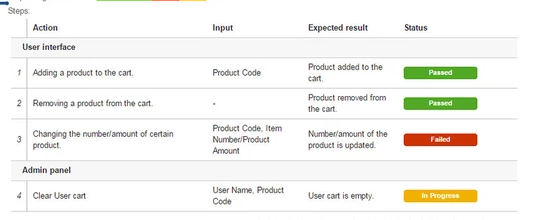 Steps:
Action Input Expected result Status
User interface
1 Adding a product to the cart. Product Code Product added to the cart. Passed
2 Removing a product from the cart. - Product removed from the cart. Passed
3 Changing the number/amount of certain product. Product Code, Item Number/Product Amount Number/amount of the product is updated. Failed
Admin panel
4 Clear User cart User Name, Product Code User cart is empty. In Progress